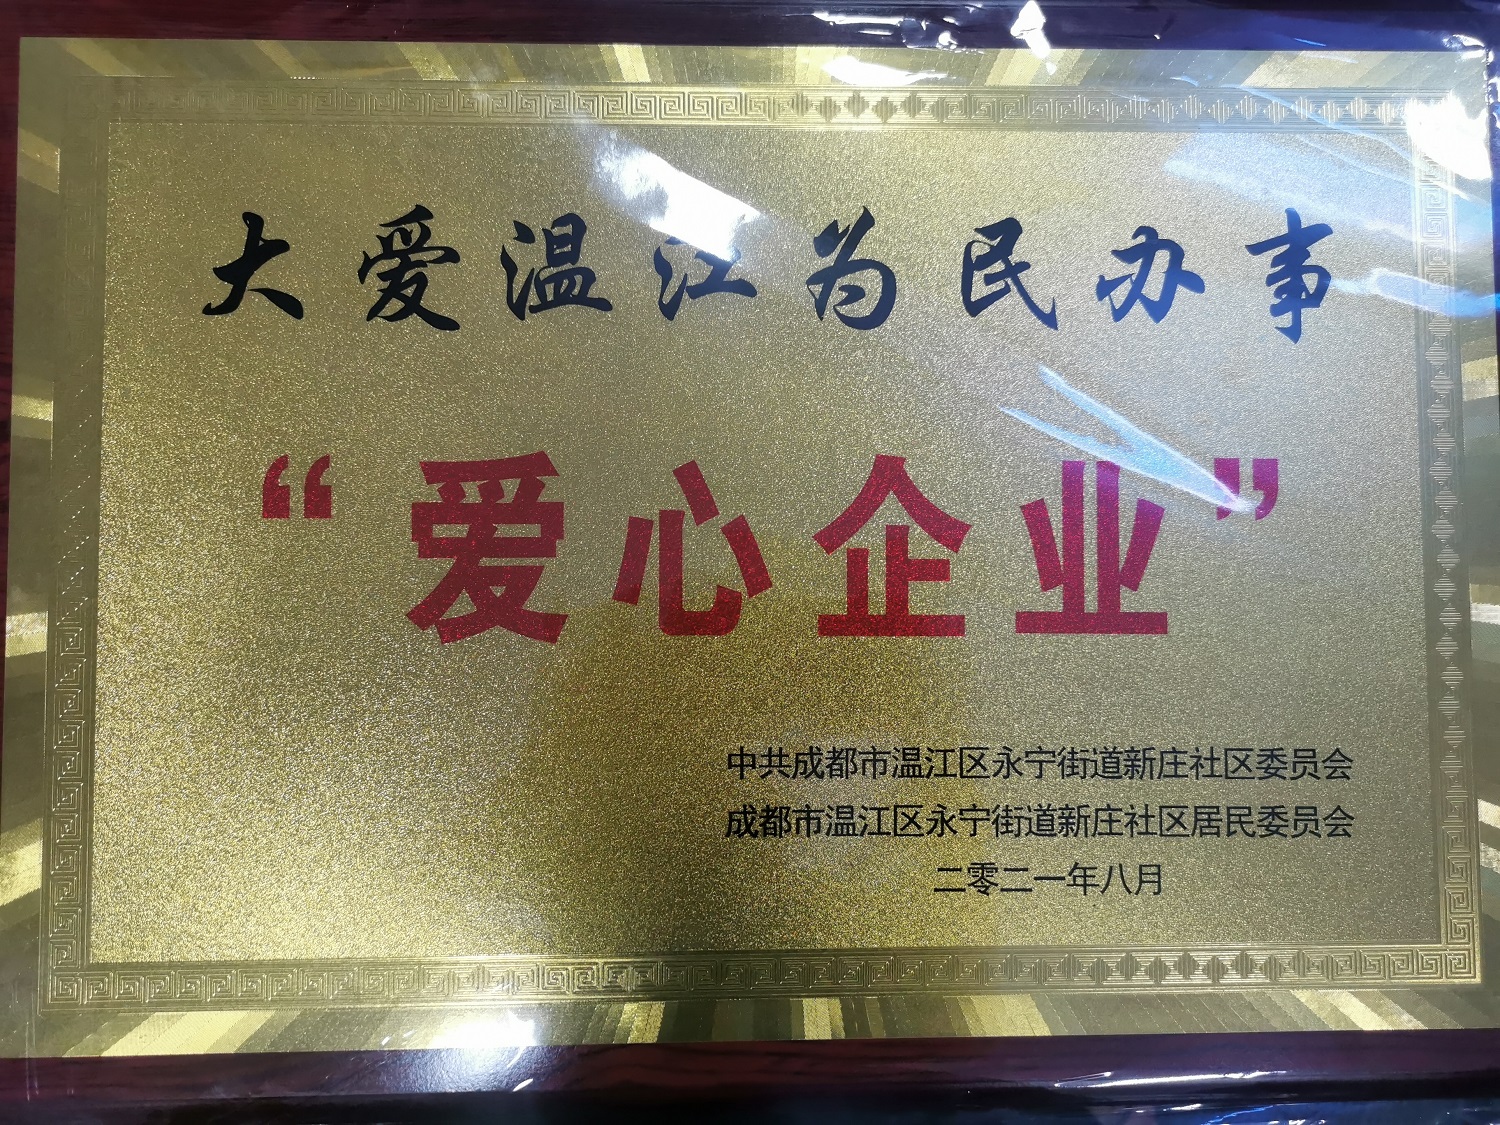 大爱温江为民办事
“爱心企业”
中共成都市温江区永宁街道新庄社区委员会
成都市温江区永宁街道新庄社区居民委员会
二零二一年八月